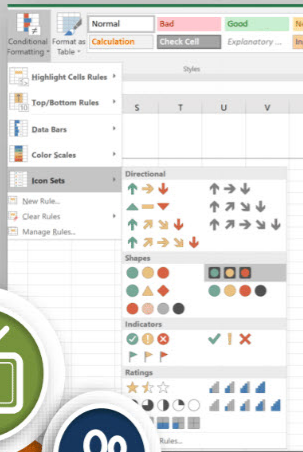 Normal Bad Good
Conditional Format as Calculation Check Cell Explanatory ...
Formatting Table
Styles
Highlight Cells Rules
Top/Bottom Rules
S T U V
Data Bars
Color Scales
Icon Sets
Directional
New Rule...
Clear Rules
Manage Rules...
Shapes
Indicators
Ratings
Rules...